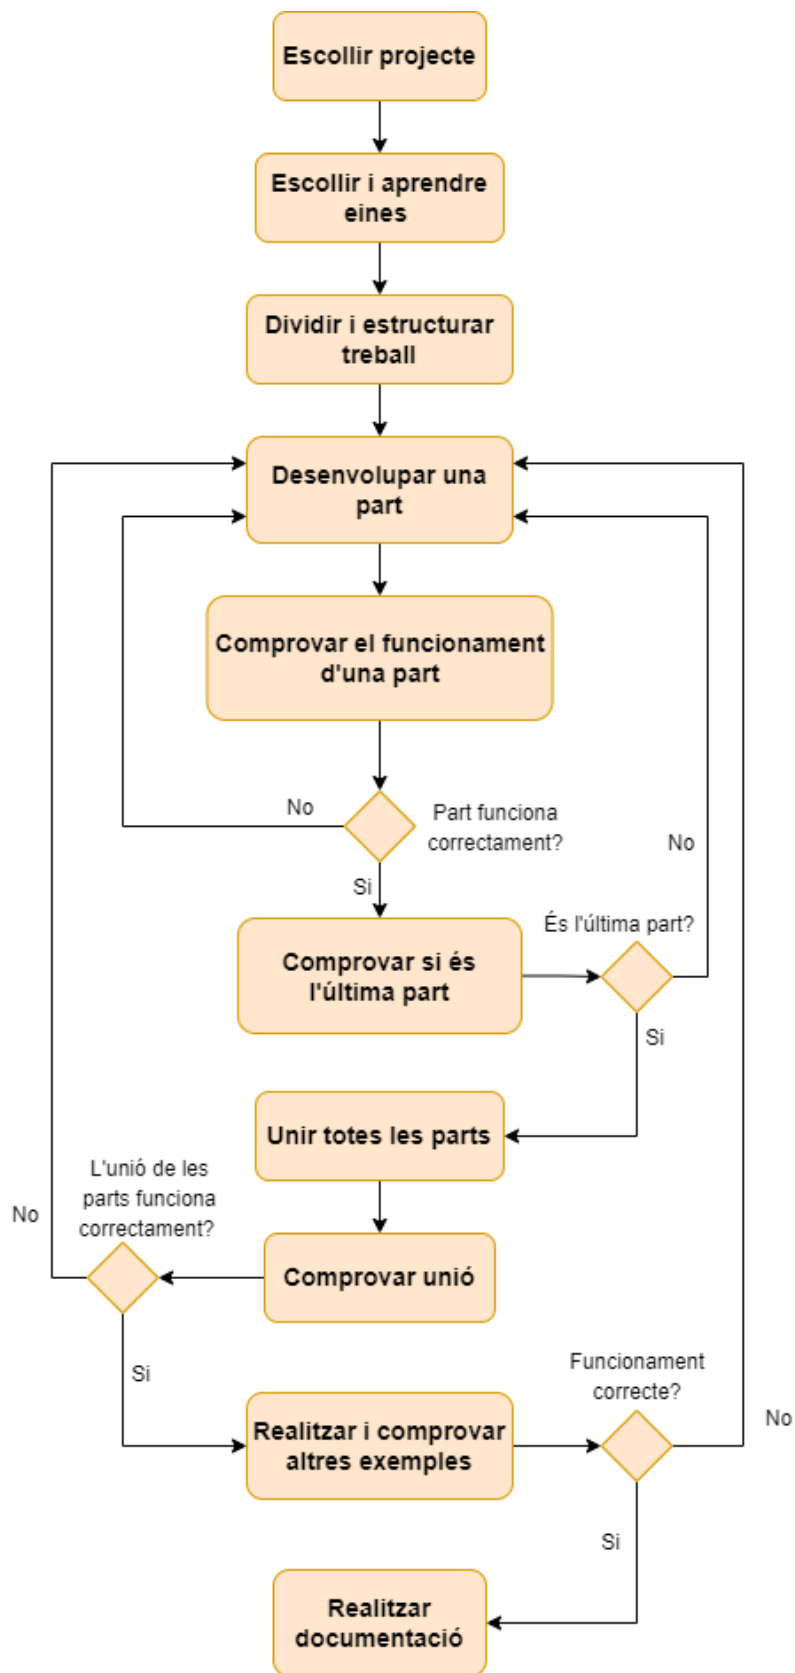 Escollir projecte
Escollir i aprendre
eines
Dividir i estructurar
treball
Desenvolupar una
part
Comprovar el funcionament
d'una part
No
Part funciona
correctament?
No
Si
És l'última part?
Comprovar si és
l'última part
Si
Unir totes les parts
L'unió de les
parts funciona
correctament?
No
Comprovar unió
Si
Funcionament
correcte?
No
Realitzar i comprovar
altres exemples
Si
Realitzar
documentació